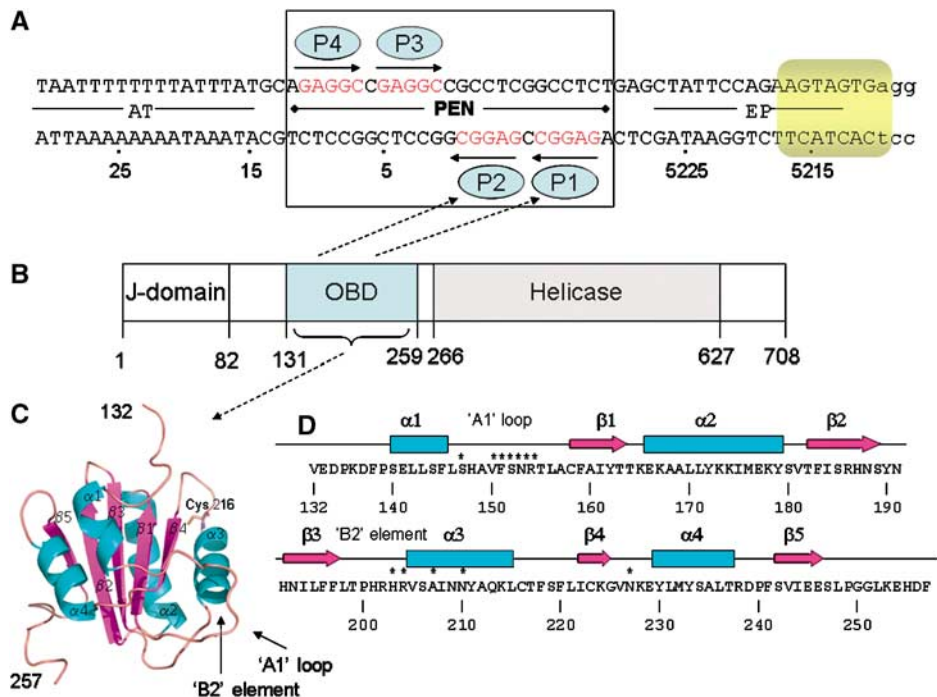 A
P4 P3
TAATTTTTTTTATTTATGCAGAGGCCGAGGCCGCCTCGGCCTCTGAGCTATTCCAGAAGTAGTGagg
AT PEN EP
ATTAAAAAAAATAAATACGTCTCCGGCTCCGGCGGAGCCGGAGACTCGATAAGGTCTTCATCACtcc
25 15 5 5225 5215
P2 P1
B
J-domain OBD Helicase
1 82 131 259 266 627 708
C
132
Cys 216
α1 β3 β5 β1 β4 α3
β2 α4 α2
257
'A1' loop
'B2' element
D
α1 'A1' loop β1 α2 β2
* ******
VEDPKDFPSELLSFLSHAVFSNRTLACFAIYTTKEKAALLYKKIMEKYSVTFISRHNSYN
132 140 150 160 170 180 190
β3 'B2' element α3 β4 α4 β5
* * * * *
HNILFFLTPHRHRVSAINNYAQKLCTFSFLICKGVNKEYLMYSALTRDPFSVIEESLPGGLKEHDF
200 210 220 230 240 250